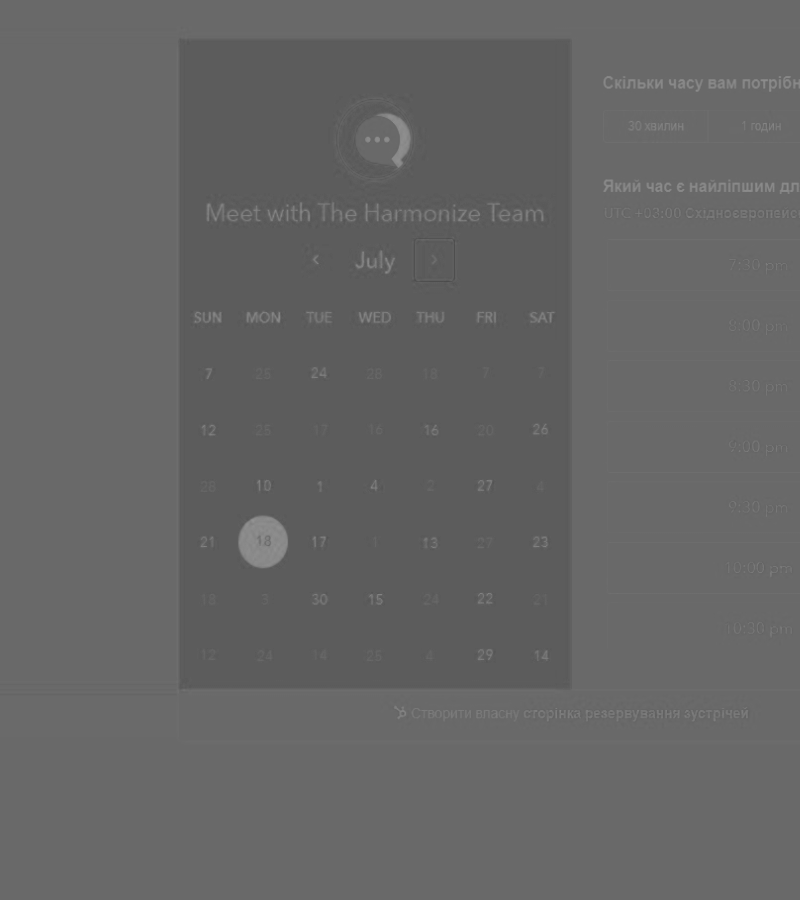 Meet with The Harmonize Team
July
SUN MON TUE WED THU FRI SAT
7 25 24 28 18 7 7
12 25 17 16 16 20 26
28 10 1 4 2 27 4
21 18 17 1 13 27 23
18 3 30 15 24 22 21
12 24 14 25 4 29 14
Скільки часу вам потрібн
30 хвилин 1 годин
Який час є найліпшим дл
UTC +03:00 Східноєвропейс
7:30 pm
8:00 pm
8:30 pm
9:00 pm
9:30 pm
10:00 pm
10:30 pm
Створити власну сторінка резервування зустрічей